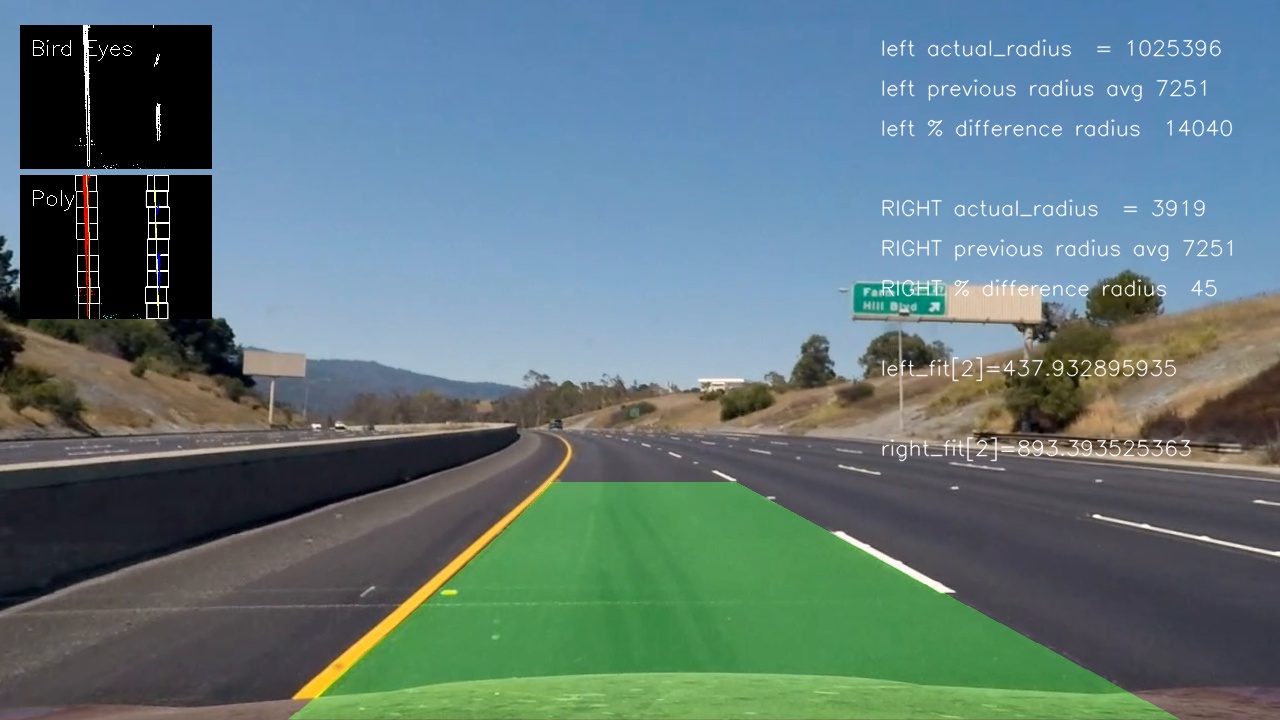 Bird Eyes
Poly
left actual_radius = 1025396
left previous radius avg 7251
left % difference radius 14040
RIGHT actual_radius = 3919
RIGHT previous radius avg 7251
RIGHT % difference radius 45
Hill Blvd
left_fit[2]=437.932895935
right_fit[2]=893.393525363